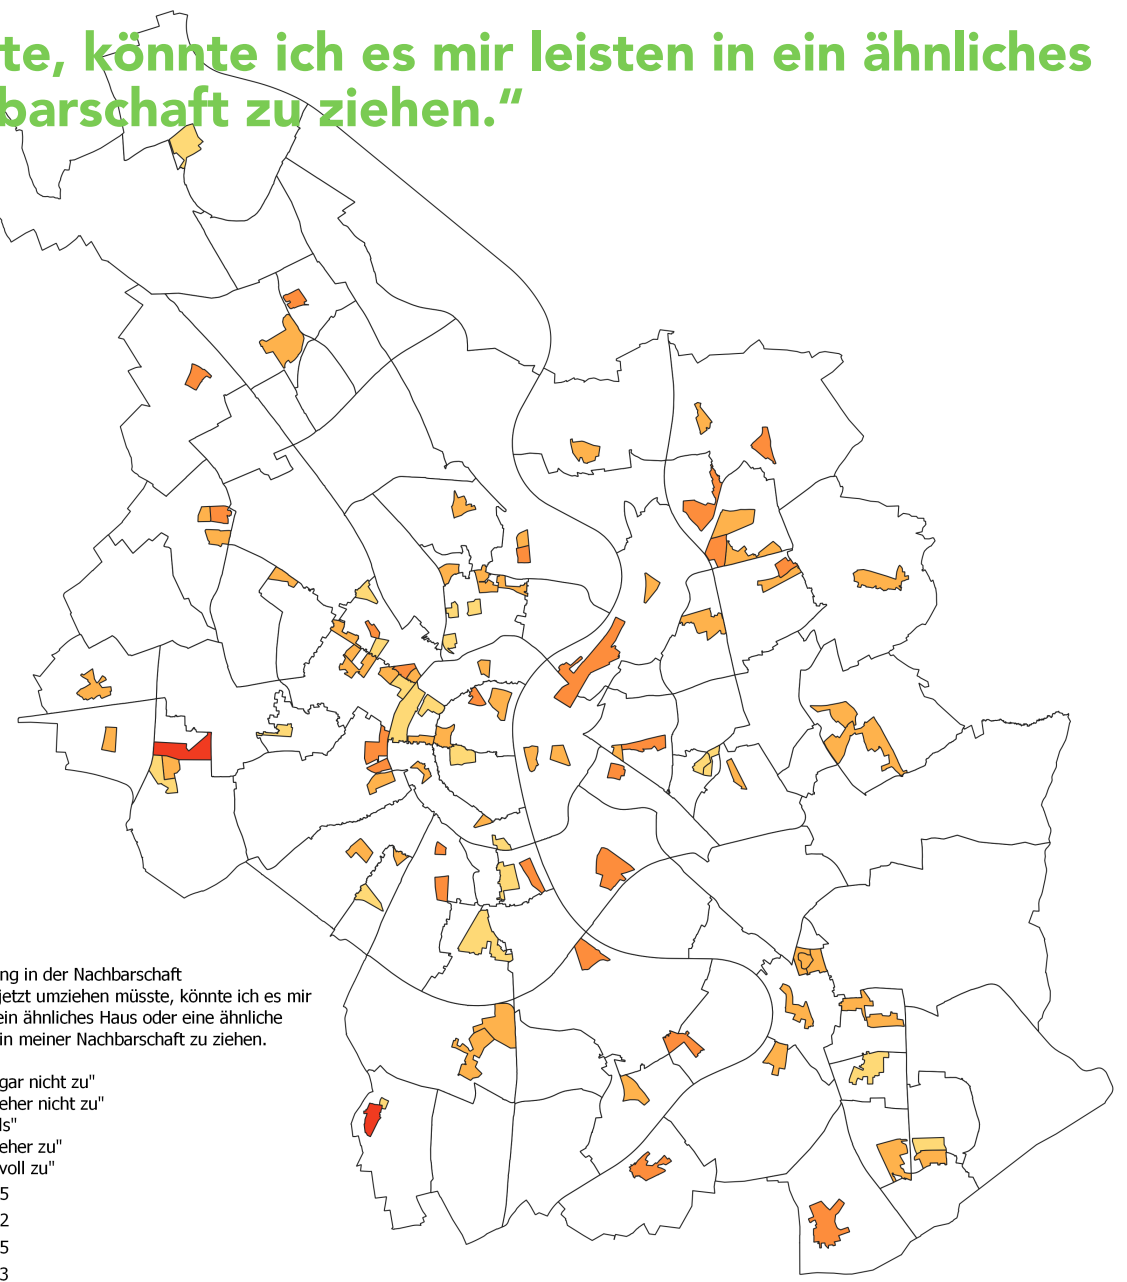 te, könnte ich es mir leisten in ein ähnliches
barschaft zu ziehen.“
ng in der Nachbarschaft
jetzt umziehen müsste, könnte ich es mir
ein ähnliches Haus oder eine ähnliche
in meiner Nachbarschaft zu ziehen.
gar nicht zu"
eher nicht zu"
ls"
eher zu"
voll zu"
5
2
5
3